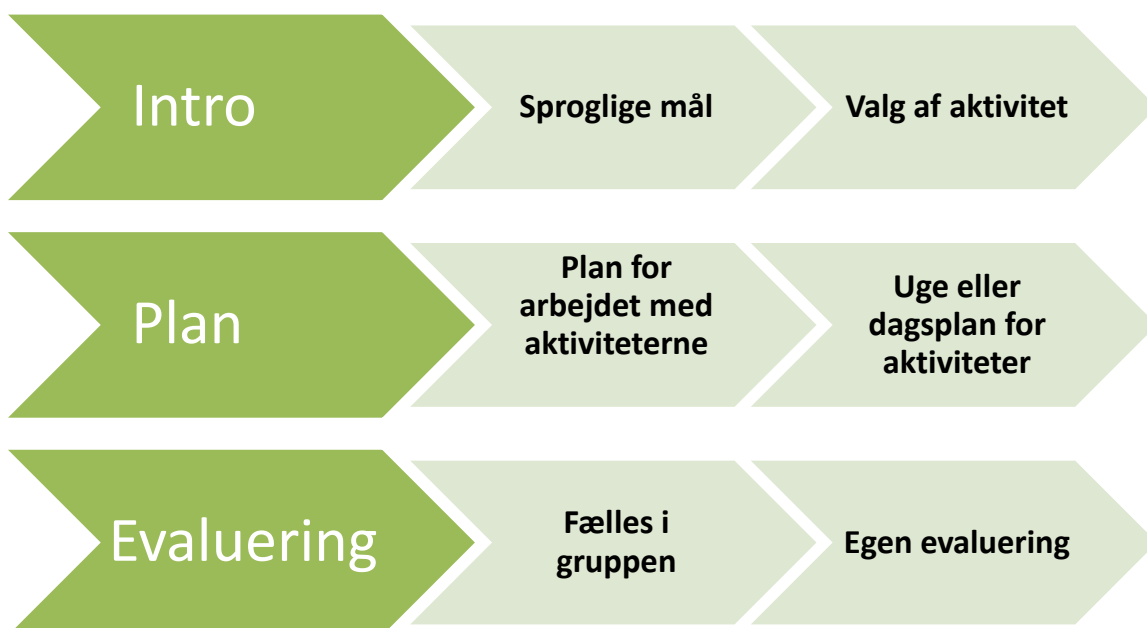 Intro
Sproglige mål
Valg af aktivitet
Plan
Plan for
arbejdet med
aktiviteterne
Uge eller
dagsplan for
aktiviteter
Evaluering
Fælles i
gruppen
Egen evaluering